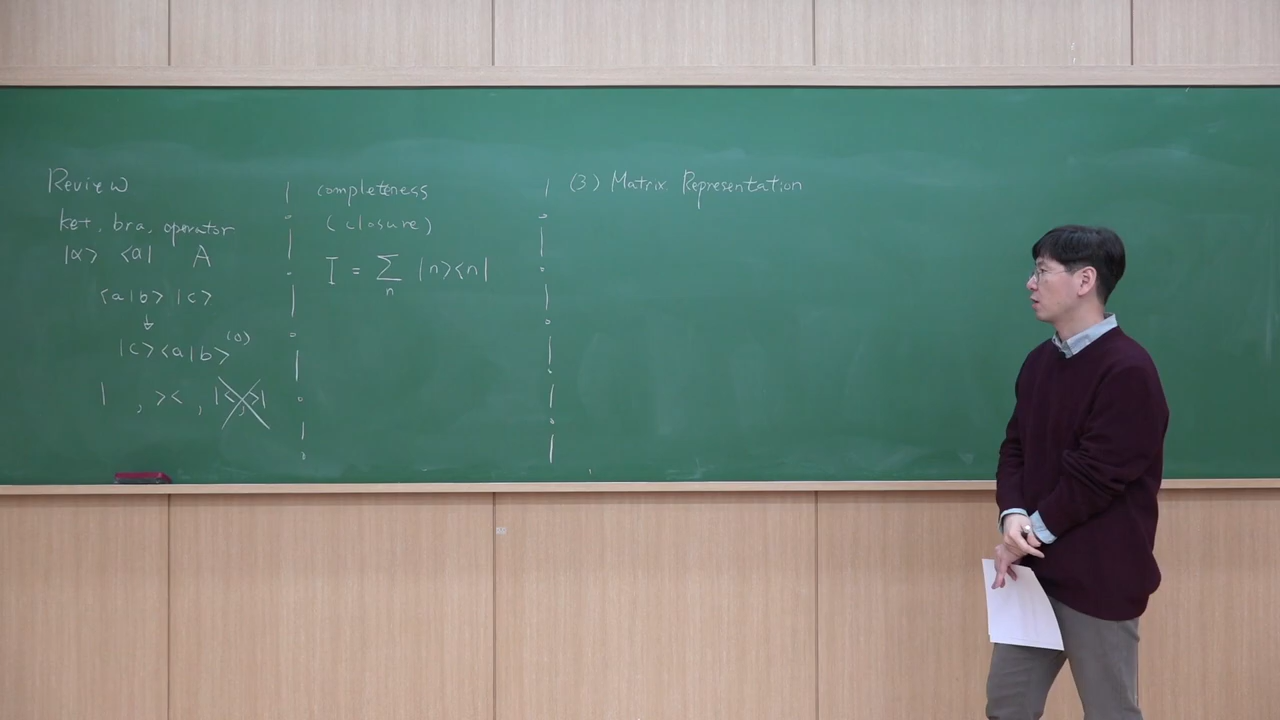 Review
ket, bra, operator
|α> <a| A
<a|b> |c>
↓
|c><a|b> (o)
| , >< , |<,>|
completeness
(closure)
I = Σ |n><n|
n
(3) Matrix Representation